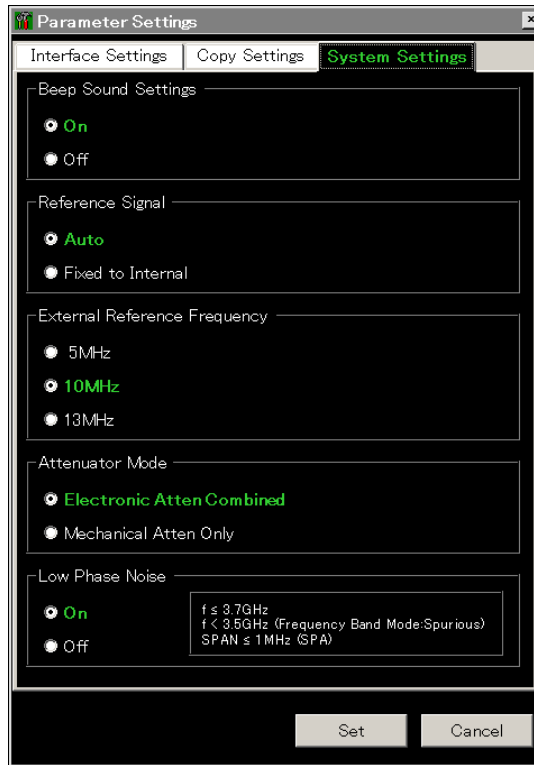 Parameter Settings
Interface Settings Copy Settings System Settings
Beep Sound Settings
On
Off
Reference Signal
Auto
Fixed to Internal
External Reference Frequency
5MHz
10MHz
13MHz
Attenuator Mode
Electronic Atten Combined
Mechanical Atten Only
Low Phase Noise
On
Off
f ≤ 3.7GHz
f < 3.5GHz (Frequency Band Mode:Spurious)
SPAN ≤ 1MHz (SPA)
Set Cancel